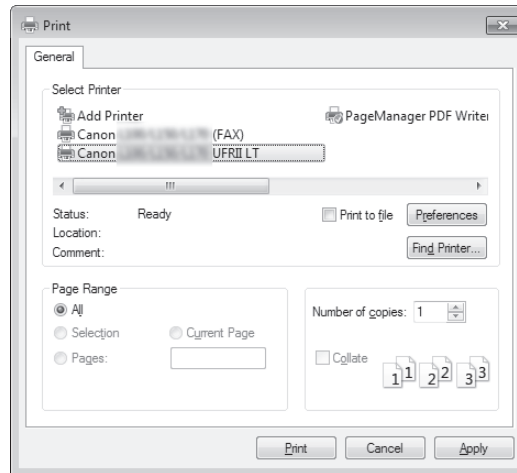 Print
General
Select Printer
Add Printer
PageManager PDF Write
Canon (FAX)
Canon UFRII LT
Status: Ready
Print to file
Preferences
Location:
Comment:
Find Printer...
Page Range
All
Selection
Current Page
Pages:
Number of copies: 1
Collate
1 1 2 2 3 3
Print
Cancel
Apply